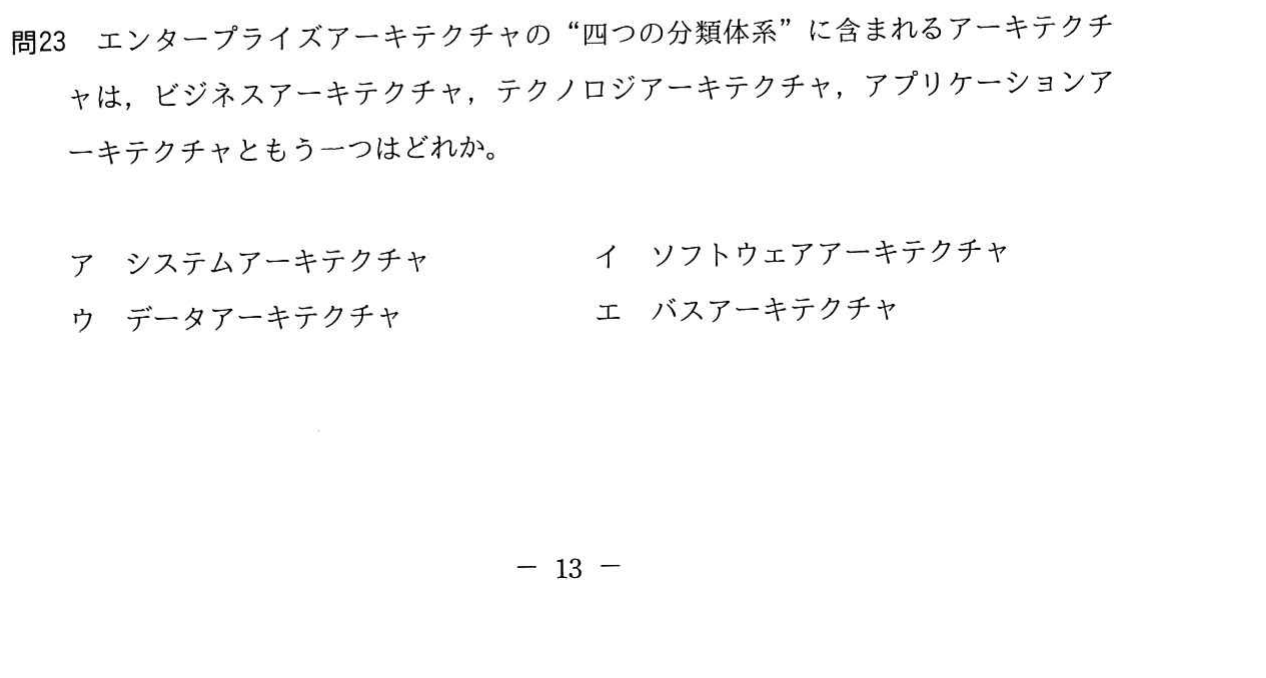 問23　エンタープライズアーキテクチャの“四つの分類体系”に含まれるアーキテクチ
ャは，ビジネスアーキテクチャ，テクノロジアーキテクチャ，アプリケーションア
ーキテクチャともう一つはどれか。
ア　システムアーキテクチャ　イ　ソフトウェアアーキテクチャ
ウ　データアーキテクチャ　エ　バスアーキテクチャ
－ 13 －